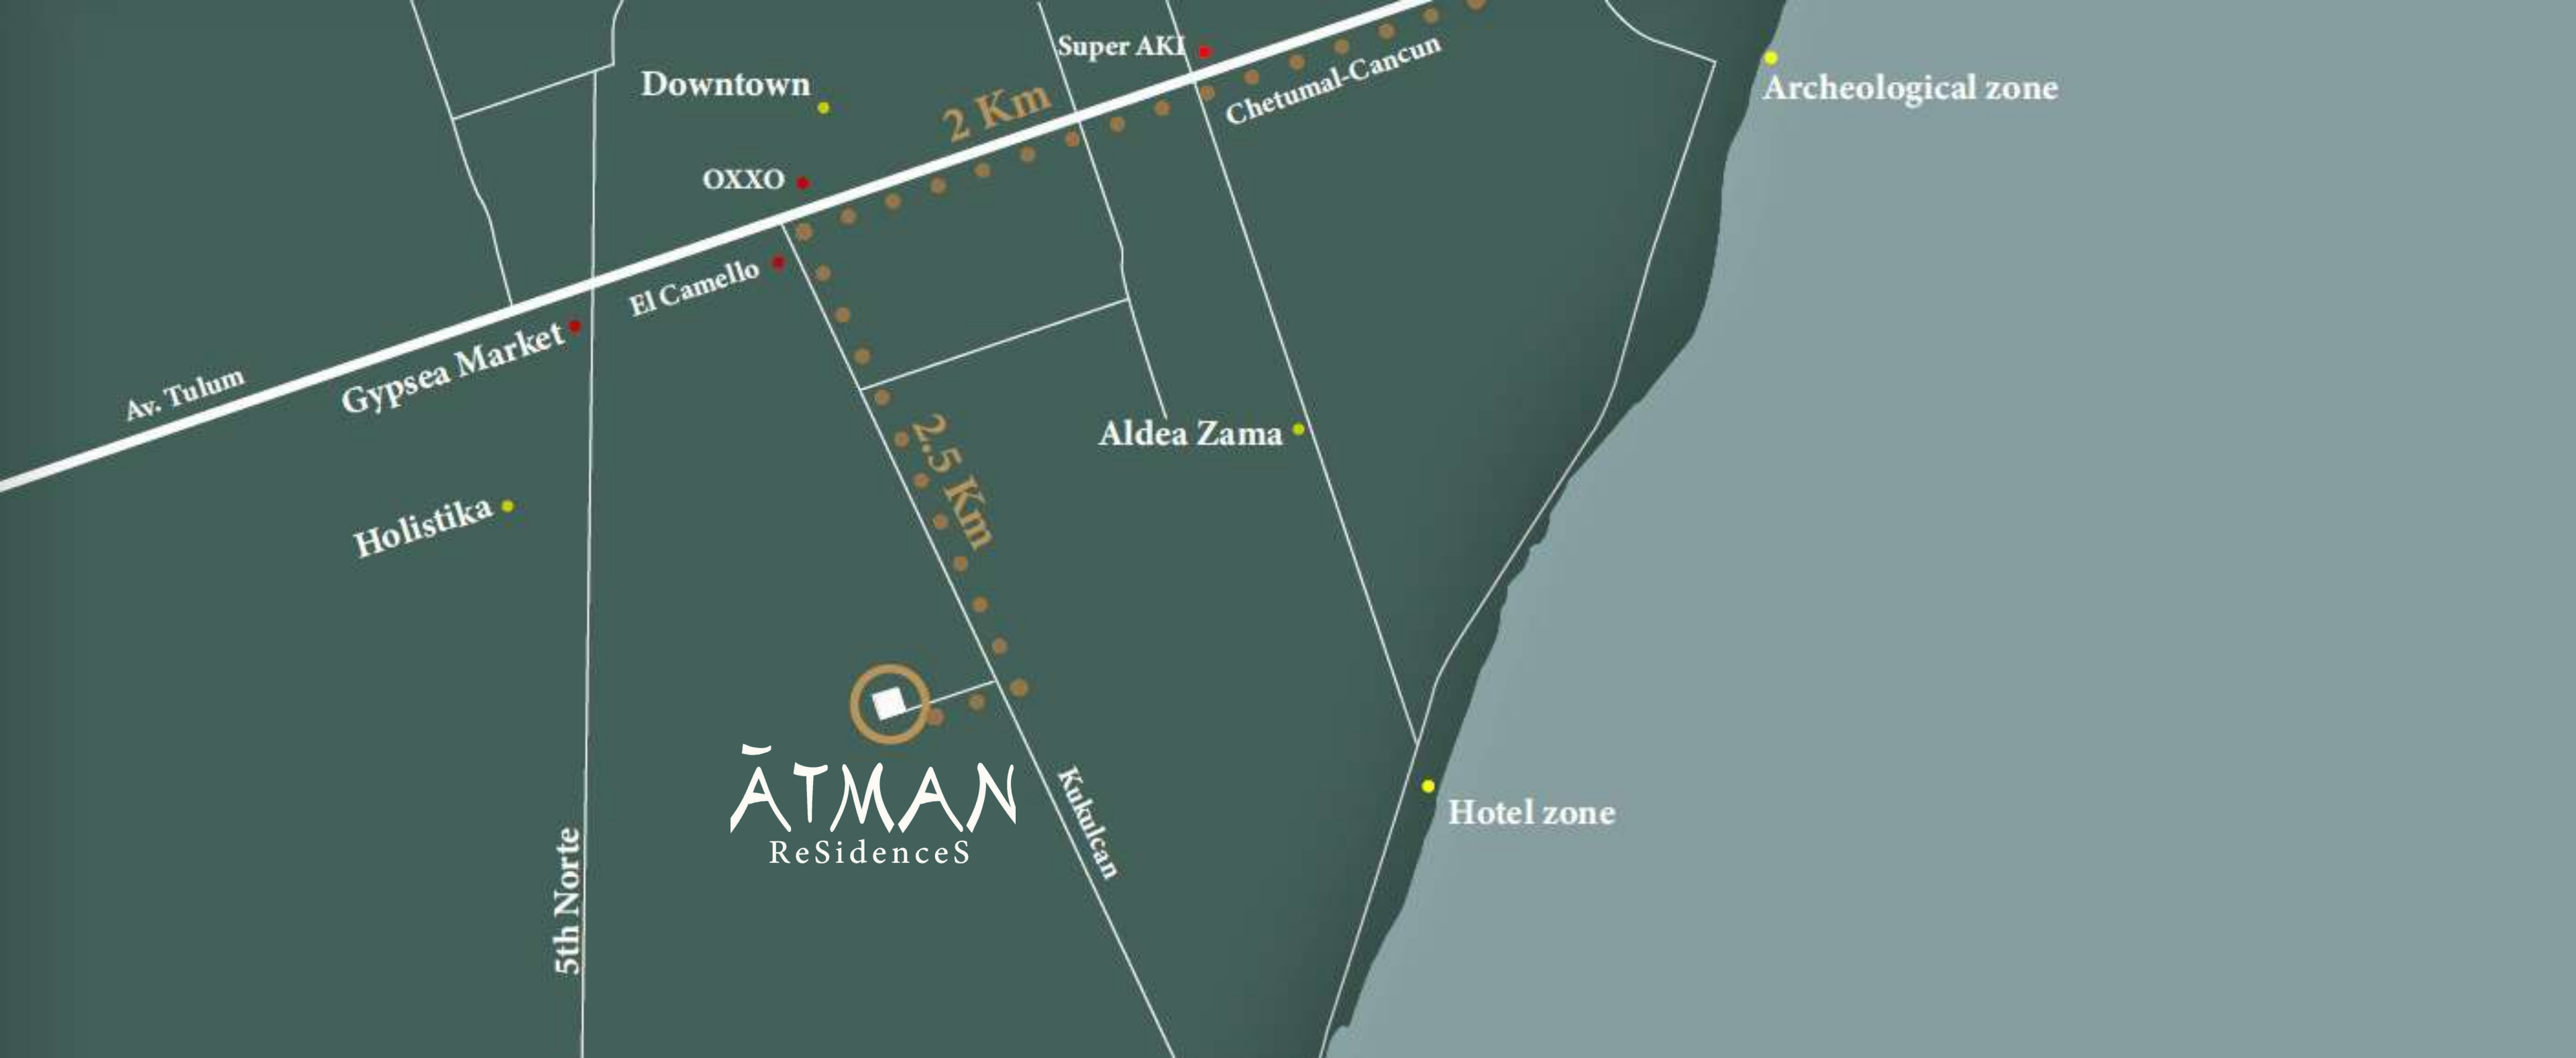 Super AKI
Chetumal-Cancun
Archeological zone
Downtown
2 Km
OXXO
El Camello
Gypsea Market
Av. Tulum
2.5 Km
Aldea Zama
Holistika
ĀTMAN
ReSidenceS
Kukulcan
Hotel zone
5th Norte